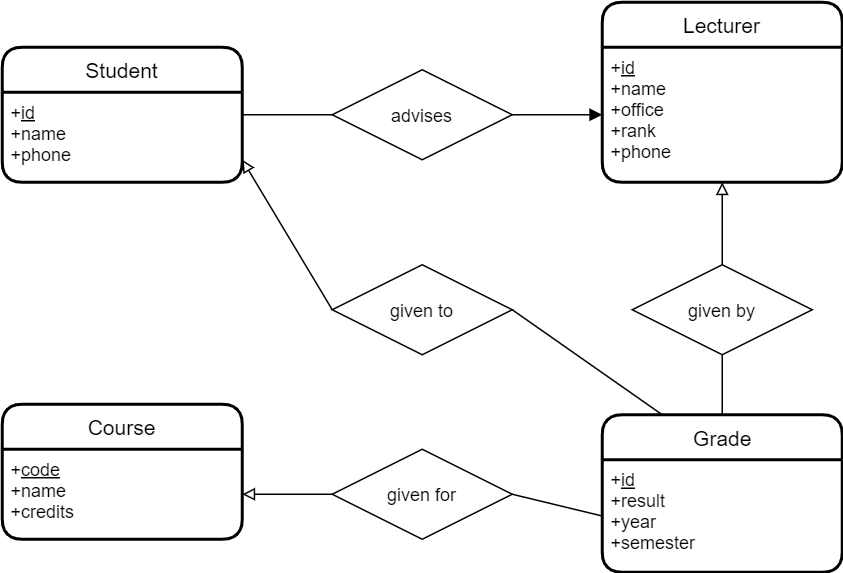 Student
+id
+name
+phone
advises
Lecturer
+id
+name
+office
+rank
+phone
given to
given by
Course
+code
+name
+credits
given for
Grade
+id
+result
+year
+semester